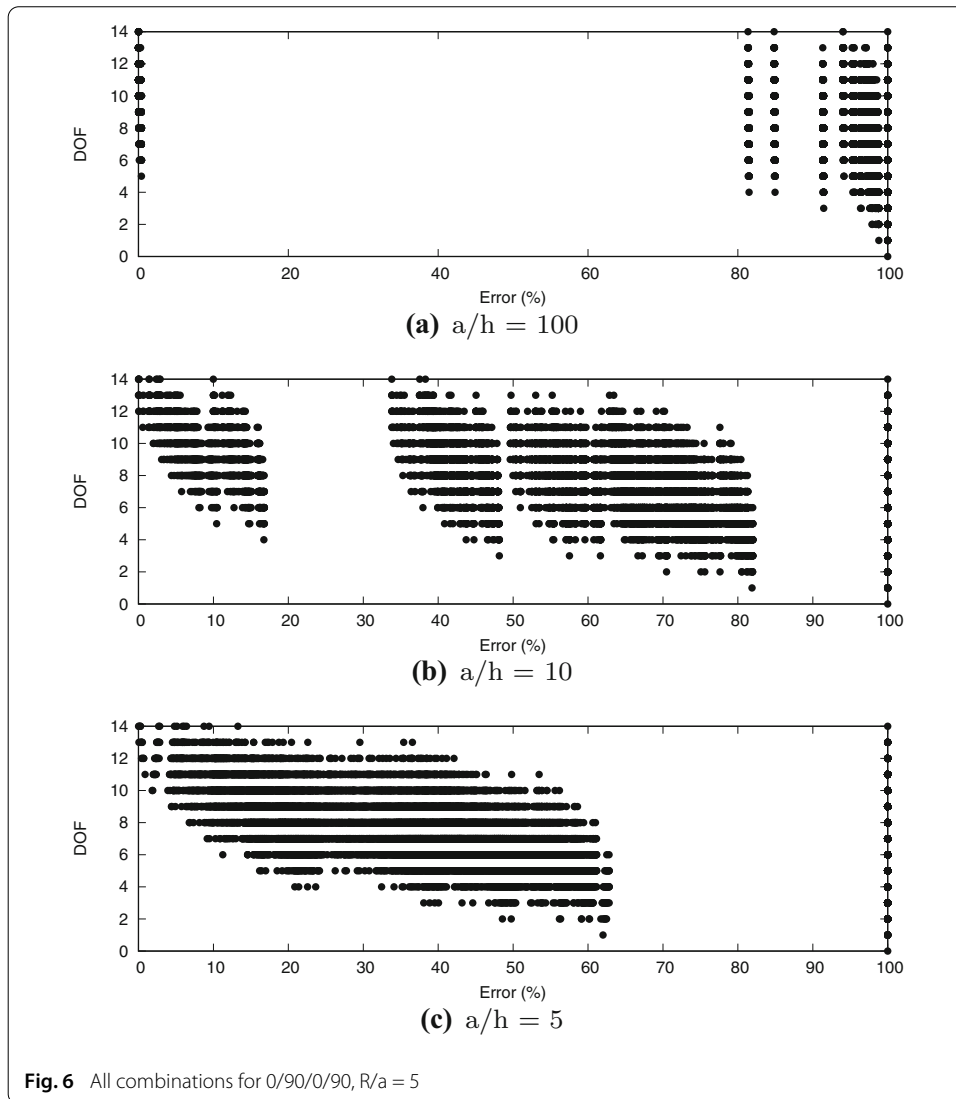 14
12
10
8
6
4
2
0
DOF
0 20 40 60 80 100
Error (%)
(a) a/h = 100
14
12
10
8
6
4
2
0
DOF
0 10 20 30 40 50 60 70 80 90 100
Error (%)
(b) a/h = 10
14
12
10
8
6
4
2
0
DOF
0 10 20 30 40 50 60 70 80 90 100
Error (%)
(c) a/h = 5
Fig. 6 All combinations for 0/90/0/90, R/a = 5